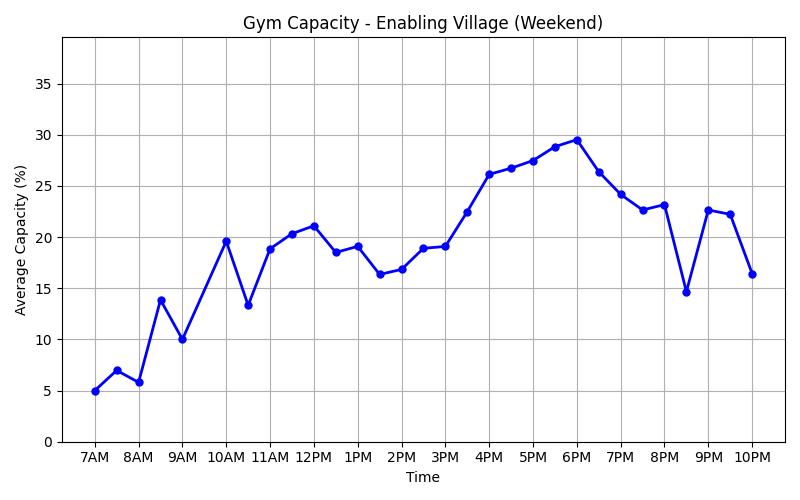 Gym Capacity - Enabling Village (Weekend)
Average Capacity (%)
35
30
25
20
15
10
5
0
7AM 8AM 9AM 10AM 11AM 12PM 1PM 2PM 3PM 4PM 5PM 6PM 7PM 8PM 9PM 10PM
Time